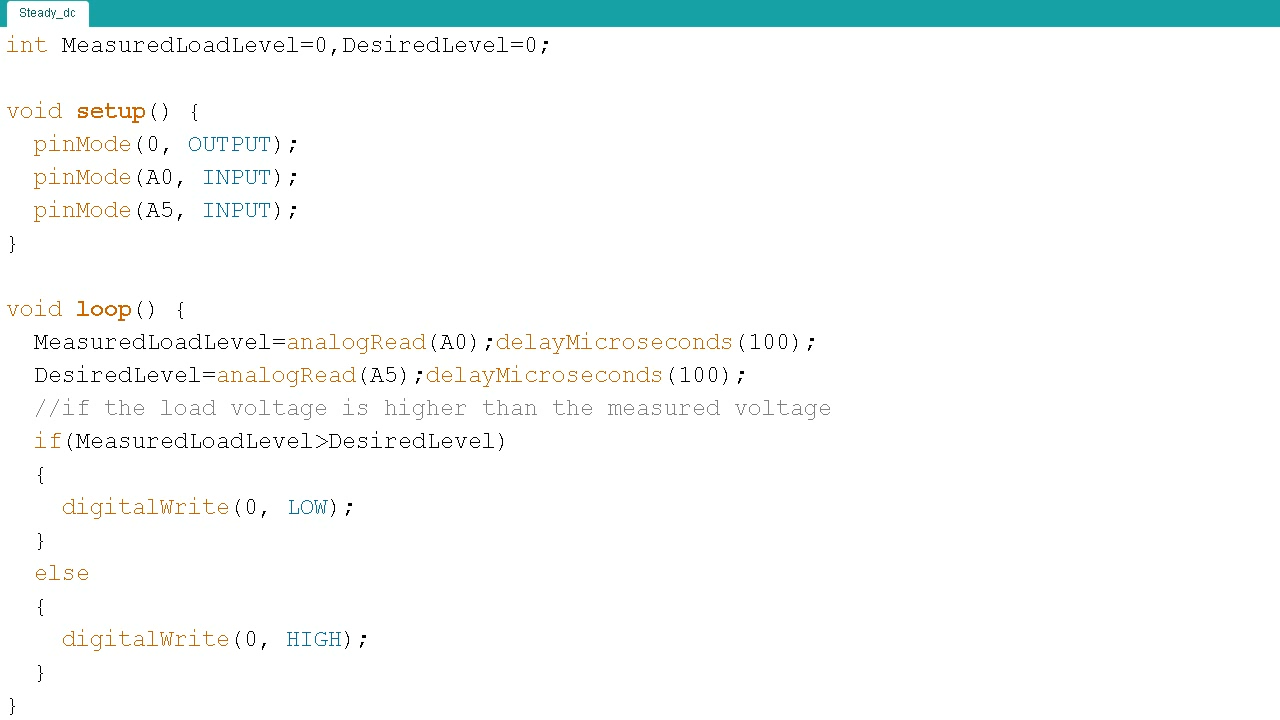 Steady_dc
int MeasuredLoadLevel=0,DesiredLevel=0;
void setup() {
pinMode(0, OUTPUT);
pinMode(A0, INPUT);
pinMode(A5, INPUT);
}
void loop() {
MeasuredLoadLevel=analogRead(A0);delayMicroseconds(100);
DesiredLevel=analogRead(A5);delayMicroseconds(100);
//if the load voltage is higher than the measured voltage
if(MeasuredLoadLevel>DesiredLevel)
{
digitalWrite(0, LOW);
}
else
{
digitalWrite(0, HIGH);
}
}